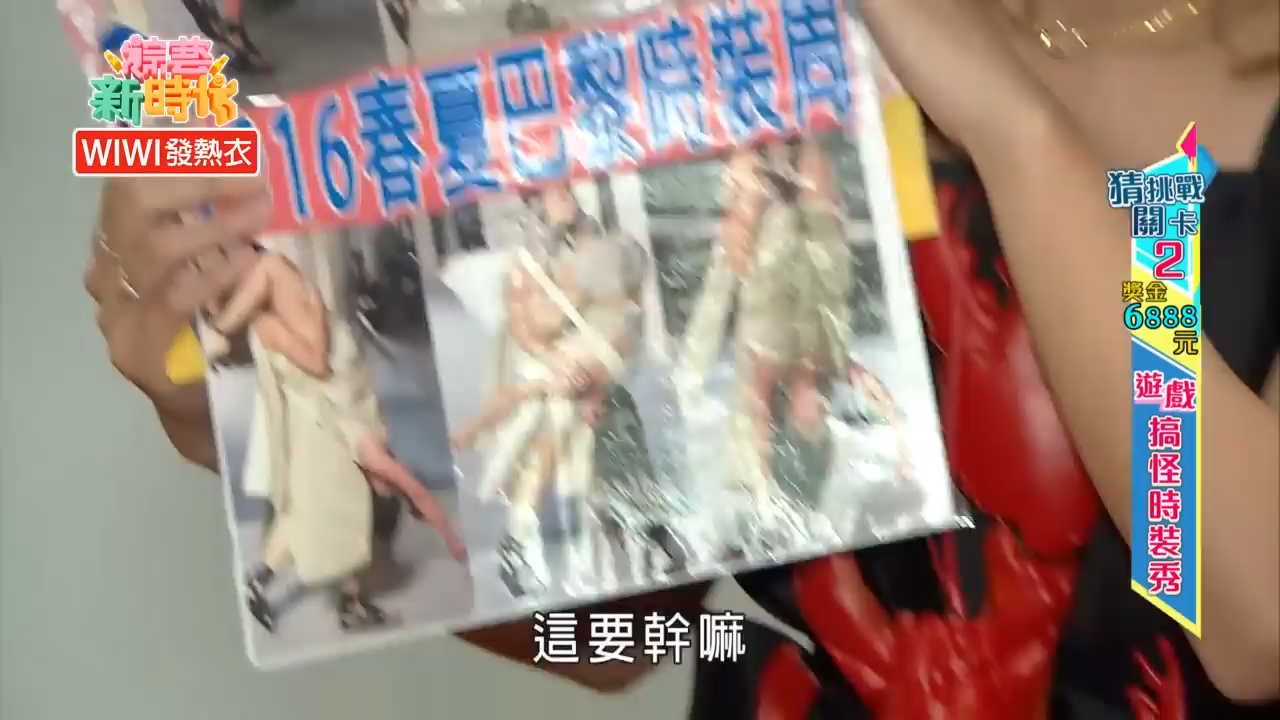 綜藝
新時代
WIWI發熱衣
16春夏巴黎時裝周
猜挑戰
關卡
2
獎金
6888
元
遊戲
搞怪時裝秀
這要幹嘛